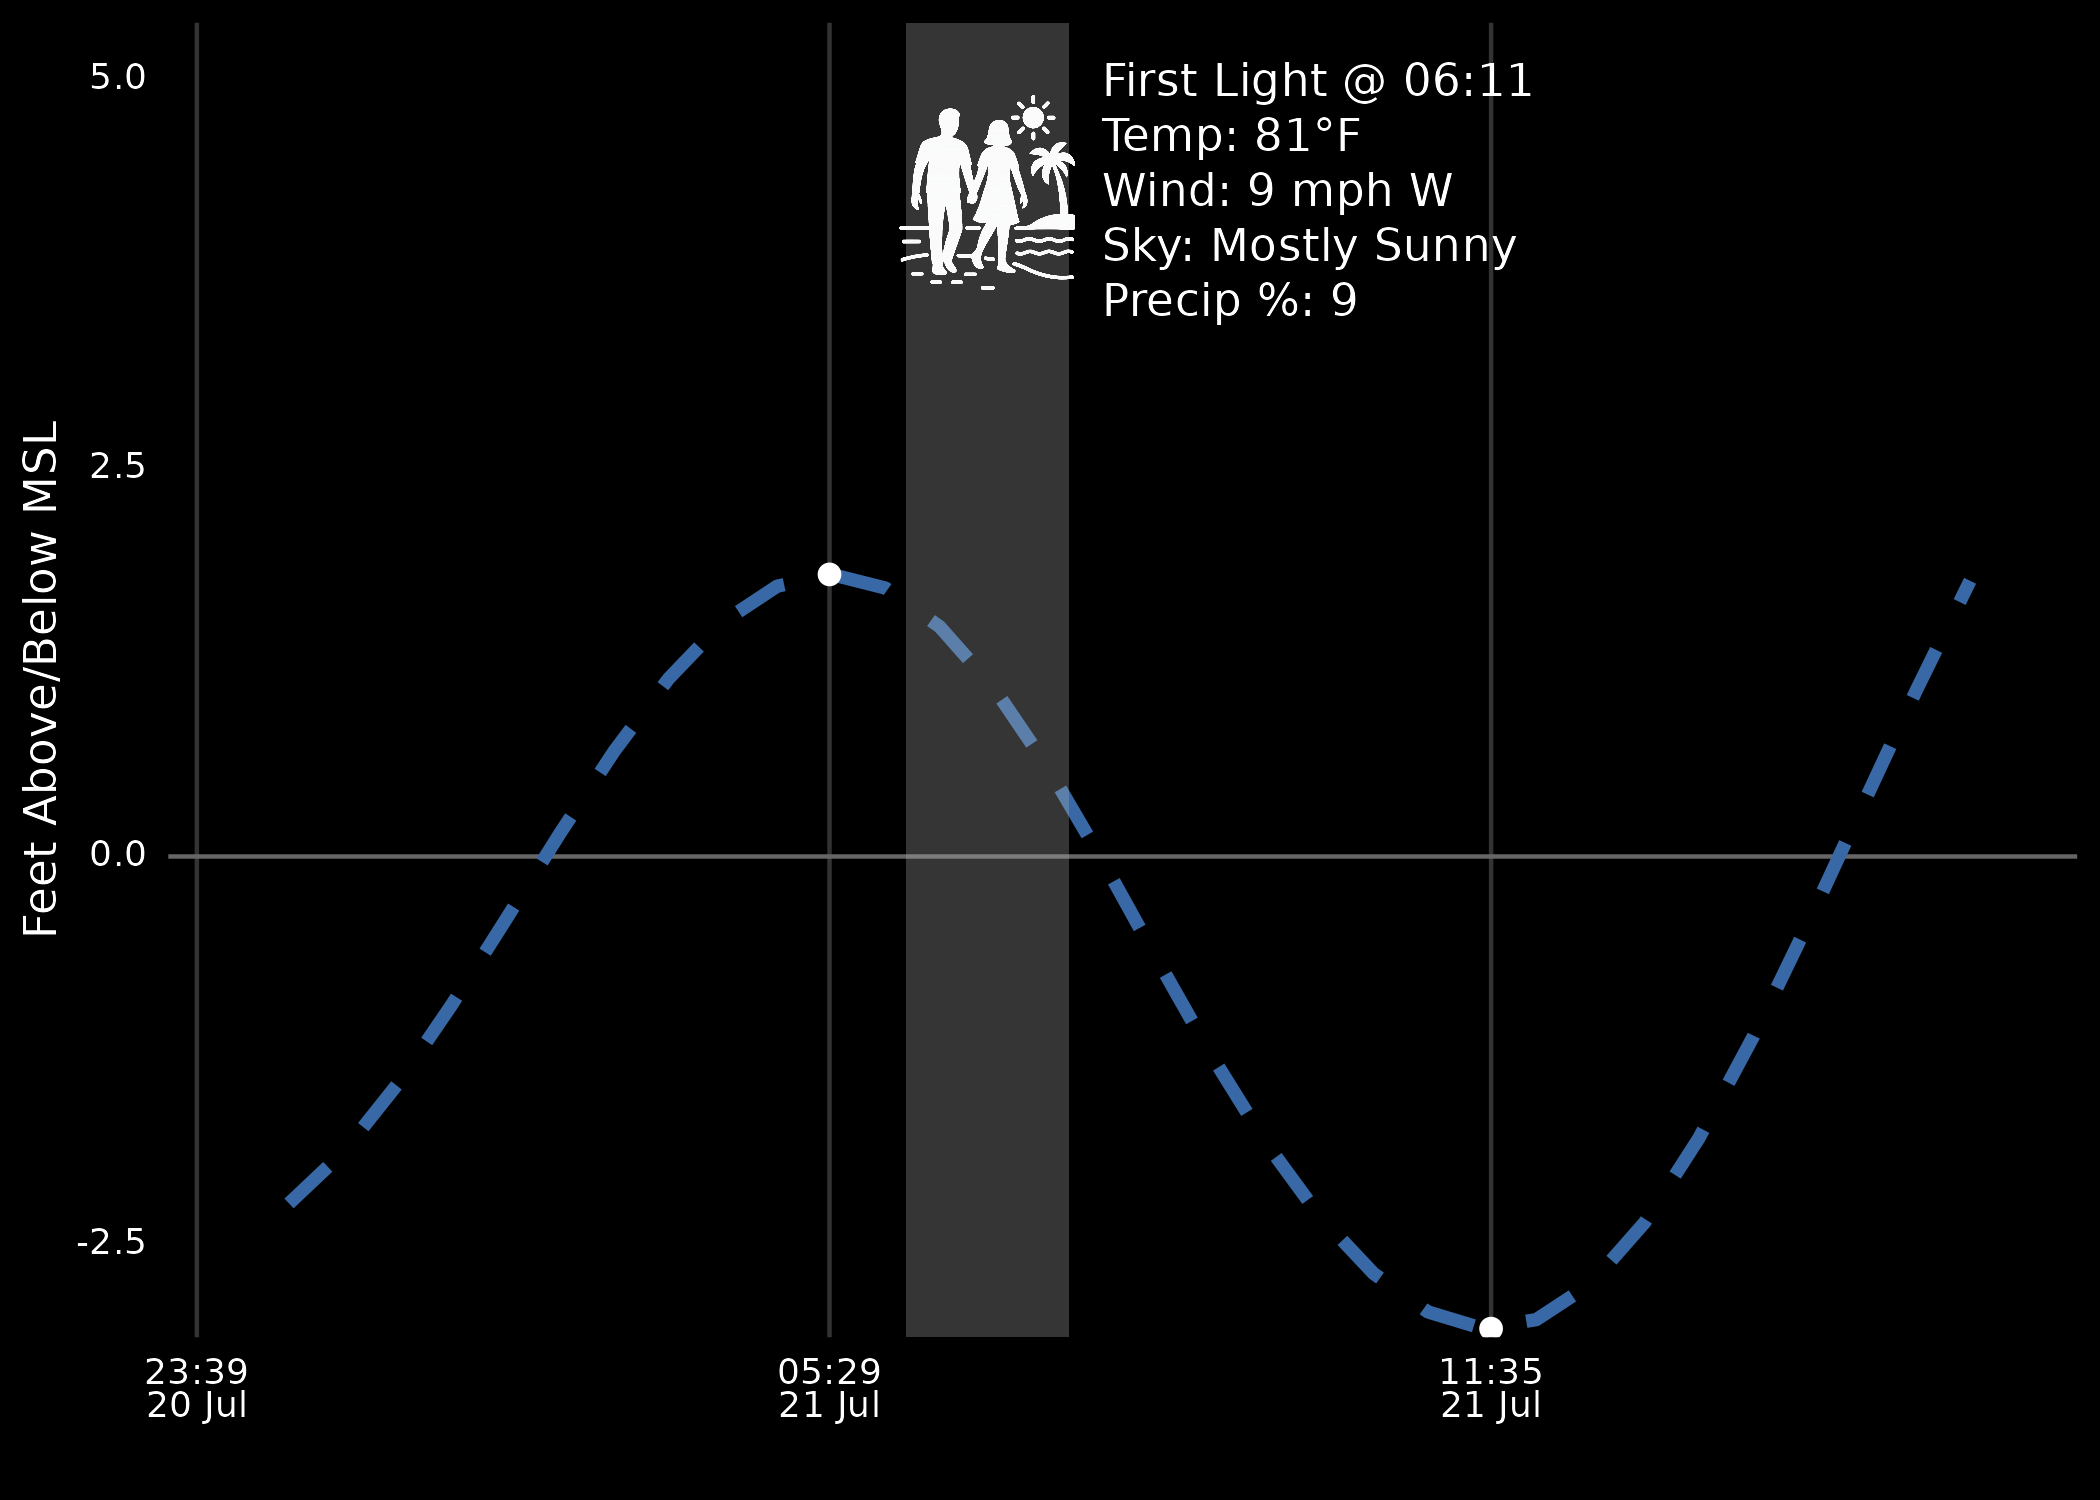 First Light @ 06:11
Temp: 81°F
Wind: 9 mph W
Sky: Mostly Sunny
Precip %: 9
Feet Above/Below MSL
5.0
2.5
0.0
-2.5
23:39
20 Jul
05:29
21 Jul
11:35
21 Jul